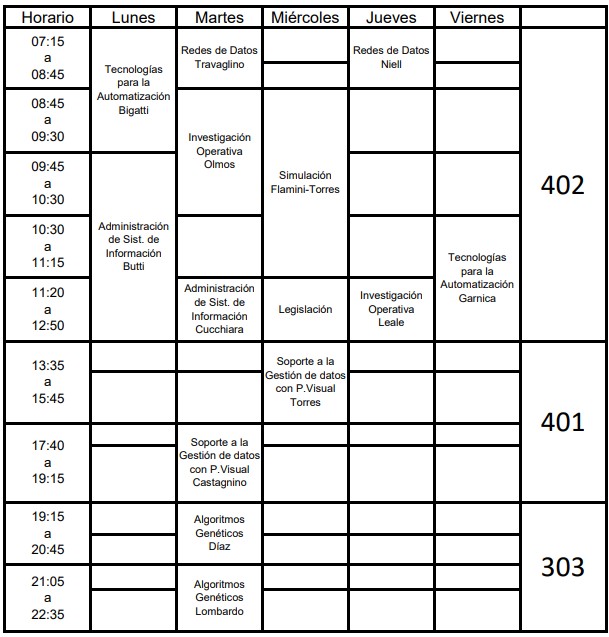 Horario Lunes Martes Miércoles Jueves Viernes
07:15
a
08:45
Tecnologías
para la
Automatización
Bigatti
Redes de Datos
Travaglino
Redes de Datos
Niell
402
08:45
a
09:30
Investigación
Operativa
Olmos
Simulación
Flamini-Torres
09:45
a
10:30
Administración
de Sist. de
Información
Butti
10:30
a
11:15
Tecnologías
para la
Automatización
Garnica
11:20
a
12:50
Administración
de Sist. de
Información
Cucchiara
Legislación
Investigación
Operativa
Leale
13:35
a
15:45
Soporte a la
Gestión de datos
con P.Visual
Torres
401
17:40
a
19:15
Soporte a la
Gestión de datos
con P.Visual
Castagnino
19:15
a
20:45
Algoritmos
Genéticos
Díaz
303
21:05
a
22:35
Algoritmos
Genéticos
Lombardo